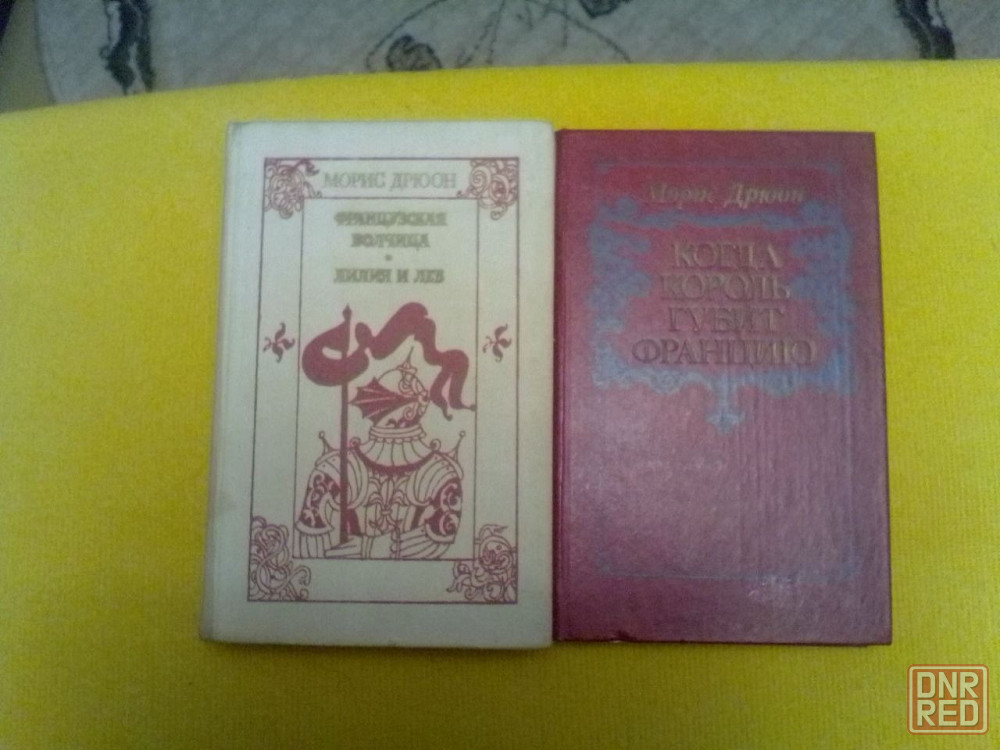 МОРИС ДРЮОН
ФРАНЦУЗСКАЯ
ВОЛЧИЦА
•
ЛИЛИЯ И ЛЕВ
Морис Дрюон
КОГДА
КОРОЛЬ
ГУБИТ
ФРАНЦИЮ
DNR
RED